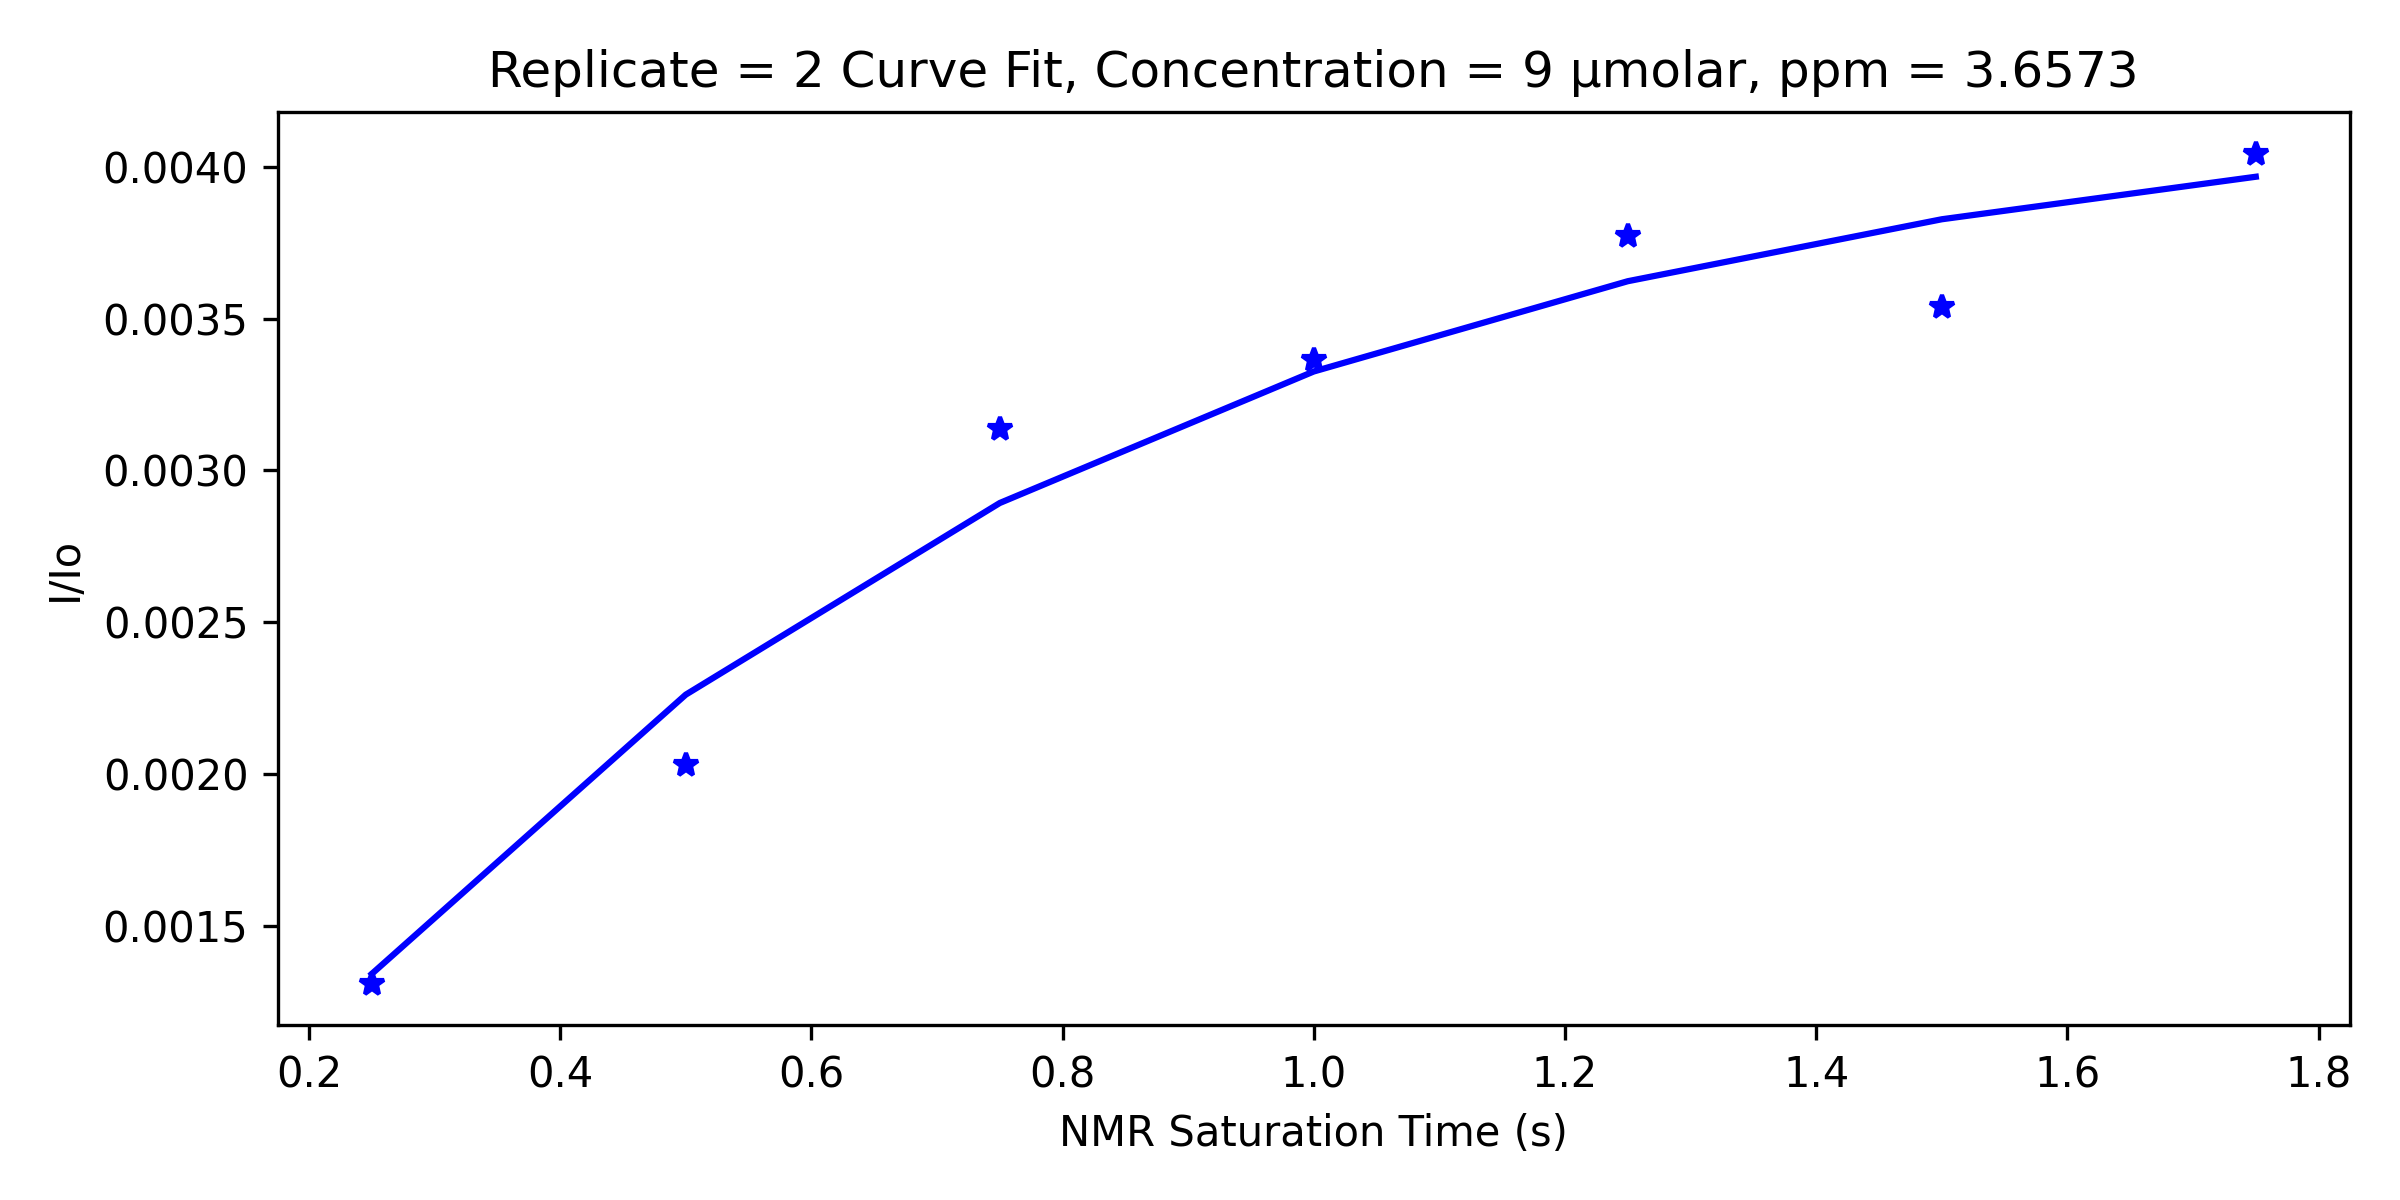 Replicate = 2 Curve Fit, Concentration = 9 μmolar, ppm = 3.6573
0.0040
0.0035
0.0030
0.0025
0.0020
0.0015
I/Io
0.2 0.4 0.6 0.8 1.0 1.2 1.4 1.6 1.8
NMR Saturation Time (s)